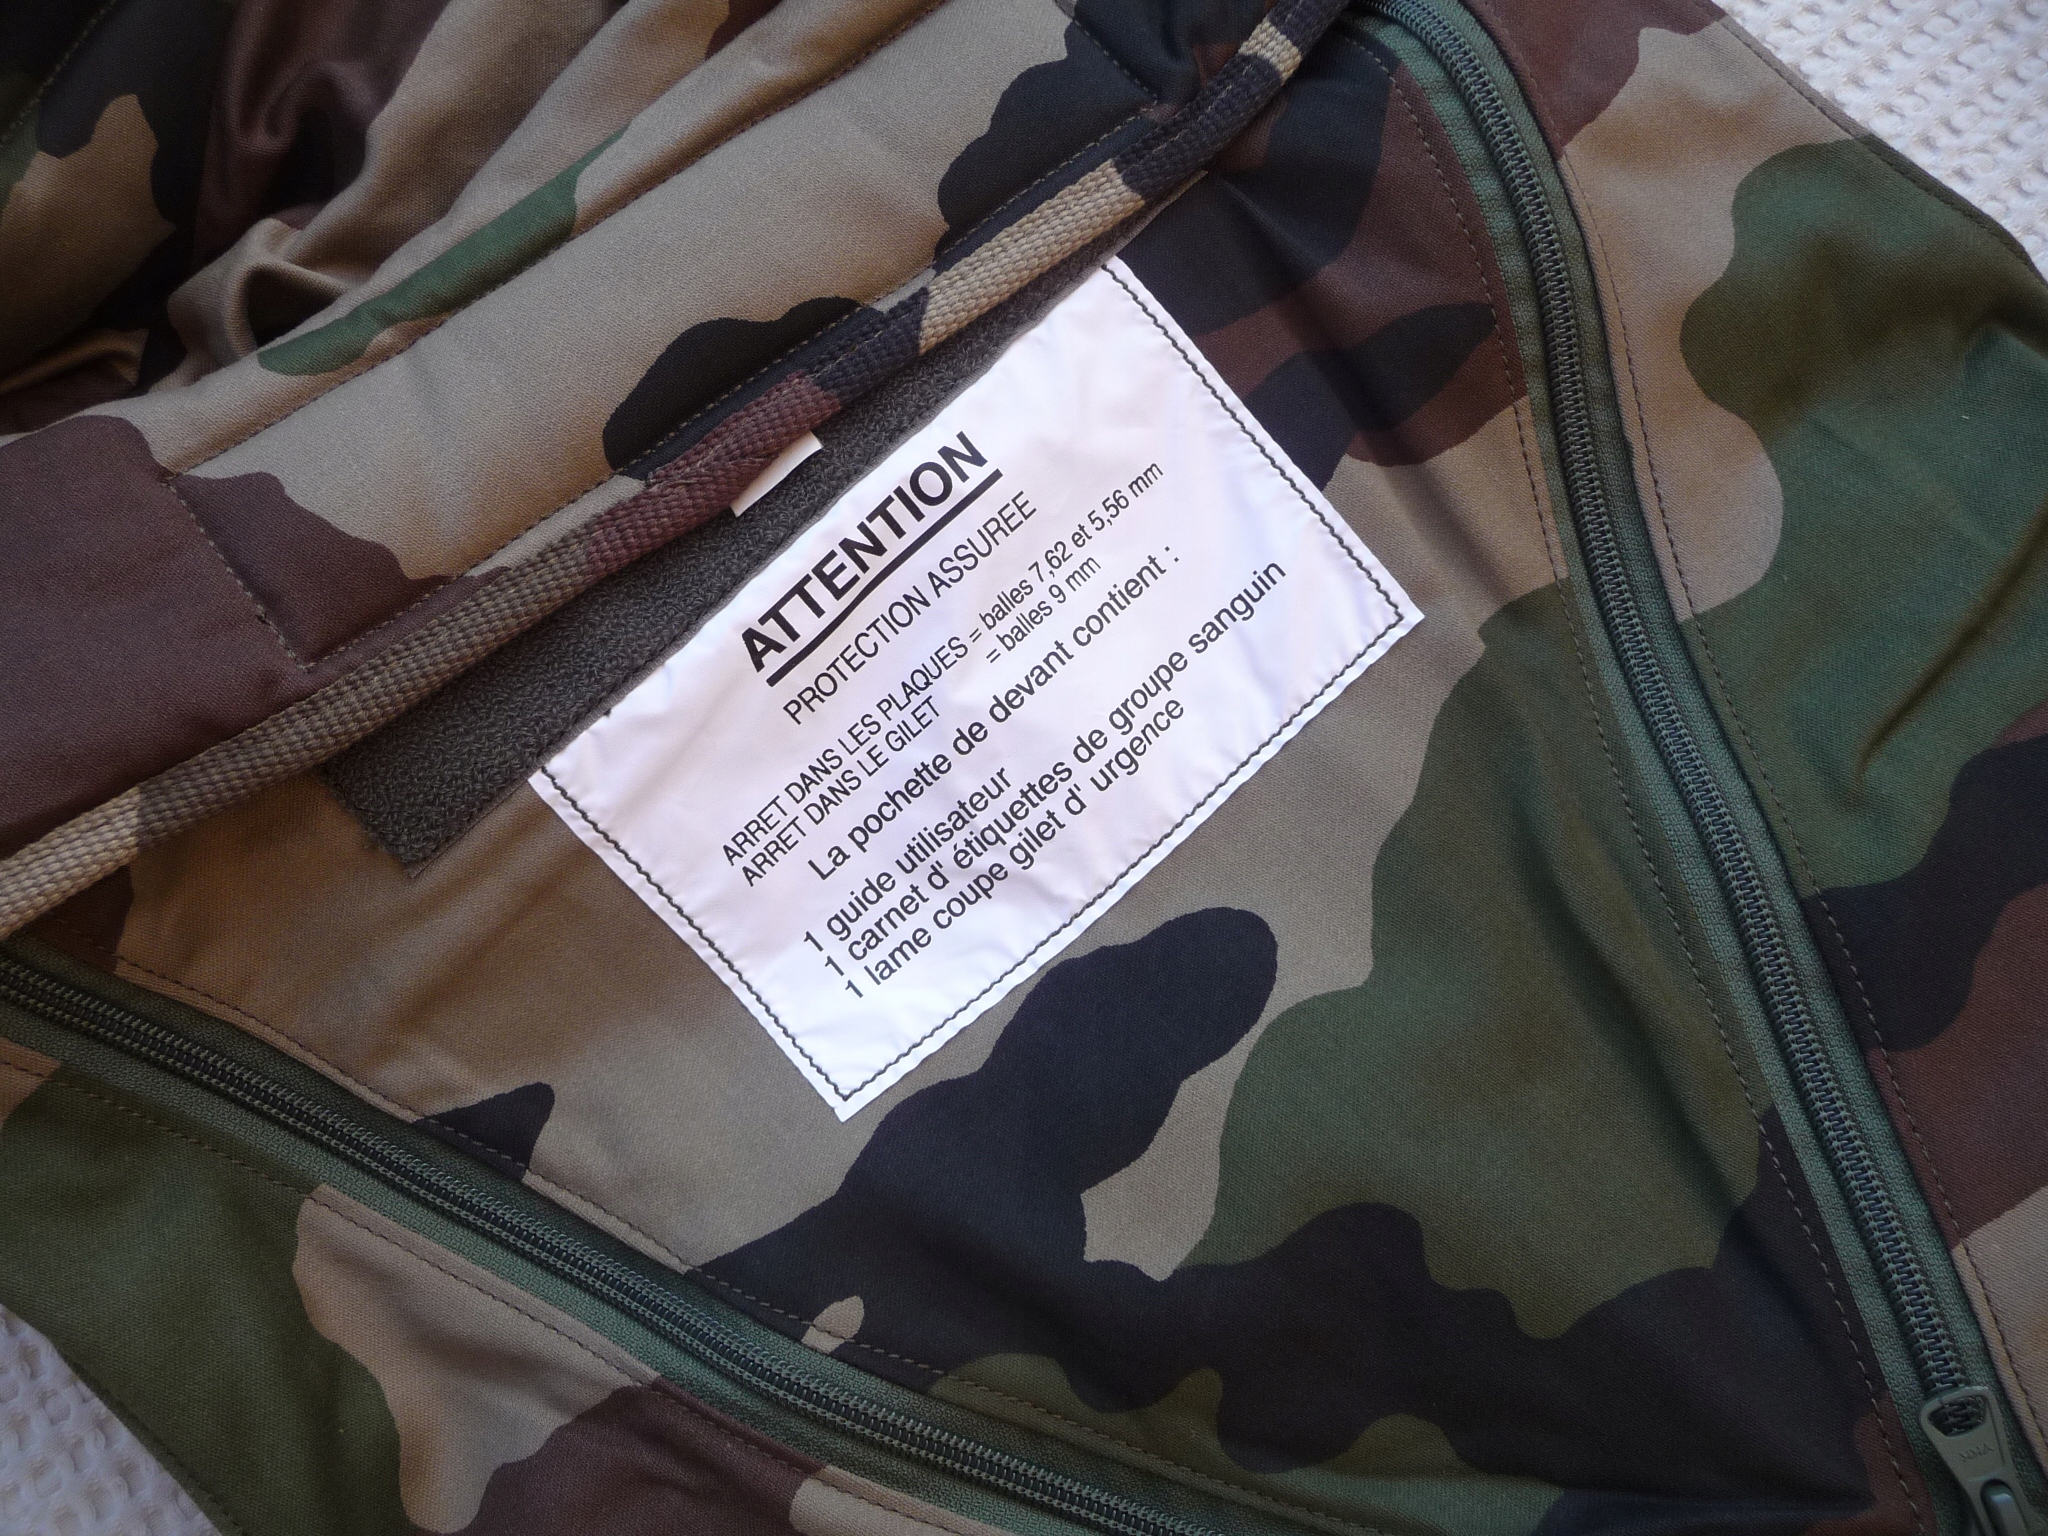 ATTENTION
PROTECTION ASSUREE
ARRET DANS LES PLAQUES = balles 7,62 et 5,56 mm
ARRET DANS LE GILET = balles 9 mm
La pochette de devant contient :
1 guide utilisateur
1 carnet d' étiquettes de groupe sanguin
1 lame coupe gilet d' urgence